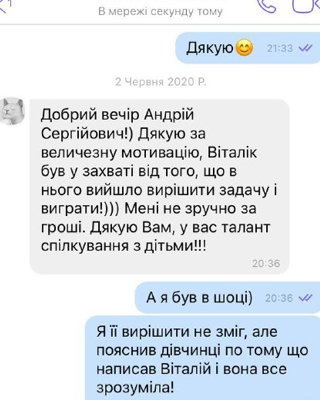 1
В мережі секунду тому
Дякую😊
21:33
2 Червня 2020 Р.
Добрий вечір Андрій
Сергійович!) Дякую за
величезну мотивацію, Віталік
був у захваті від того, що в
нього вийшло вирішити задачу і
виграти!))) Мені не зручно за
гроші. Дякую Вам, у вас талант
спілкування з дітьми!!!
20:36
А я був в шоці)
20:36
Я її вирішити не зміг, але
пояснив дівчинці по тому що
написав Віталій і вона все
зрозуміла!